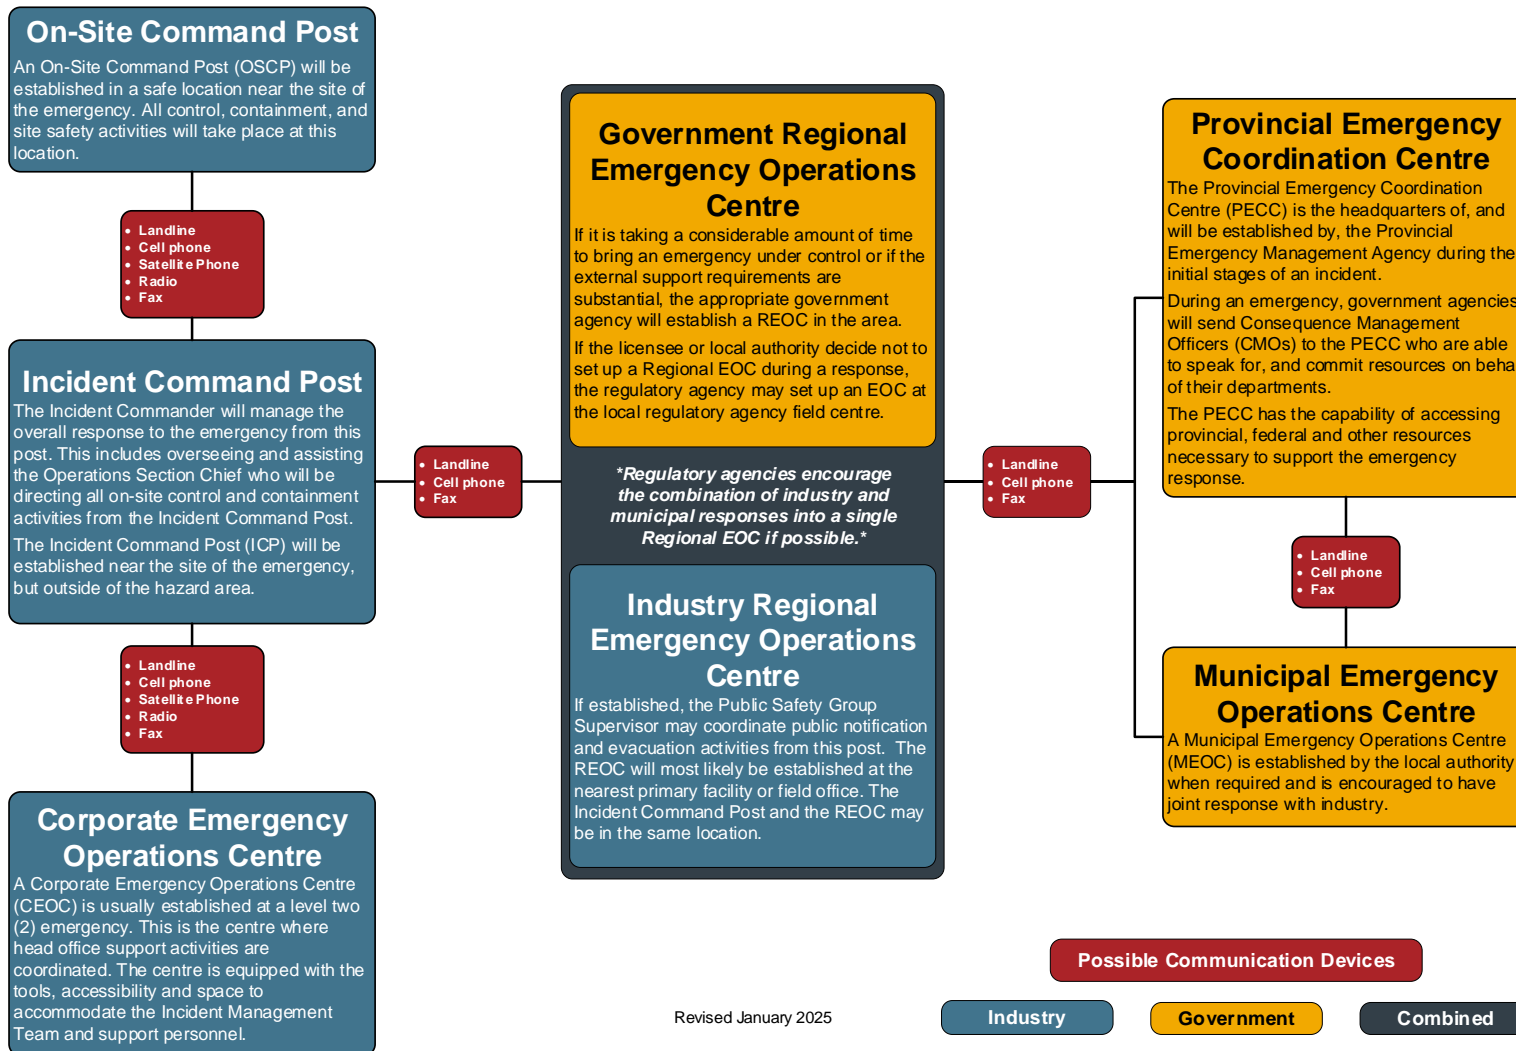 On-Site Command Post
An On-Site Command Post (OSCP) will be
established in a safe location near the site of
the emergency. All control, containment, and
site safety activities will take place at this
location.
• Landline
• Cell phone
• Satellite Phone
• Radio
• Fax
Incident Command Post
The Incident Commander will manage the
overall response to the emergency from this
post. This includes overseeing and assisting
the Operations Section Chief who will be
directing all on-site control and containment
activities from the Incident Command Post.
The Incident Command Post (ICP) will be
established near the site of the emergency,
but outside of the hazard area.
• Landline
• Cell phone
• Satellite Phone
• Radio
• Fax
Corporate Emergency
Operations Centre
A Corporate Emergency Operations Centre
(CEOC) is usually established at a level two
(2) emergency. This is the centre where
head office support activities are
coordinated. The centre is equipped with the
tools, accessibility and space to
accommodate the Incident Management
Team and support personnel.
• Landline
• Cell phone
• Fax
Government Regional
Emergency Operations
Centre
If it is taking a considerable amount of time
to bring an emergency under control or if the
external support requirements are
substantial, the appropriate government
agency will establish a REOC in the area.
If the licensee or local authority decide not to
set up a Regional EOC during a response,
the regulatory agency may set up an EOC at
the local regulatory agency field centre.
*Regulatory agencies encourage
the combination of industry and
municipal responses into a single
Regional EOC if possible.*
Industry Regional
Emergency Operations
Centre
If established, the Public Safety Group
Supervisor may coordinate public notification
and evacuation activities from this post. The
REOC will most likely be established at the
nearest primary facility or field office. The
Incident Command Post and the REOC may
be in the same location.
• Landline
• Cell phone
• Fax
Provincial Emergency
Coordination Centre
The Provincial Emergency Coordination
Centre (PECC) is the headquarters of, and
will be established by, the Provincial
Emergency Management Agency during the
initial stages of an incident.
During an emergency, government agencies
will send Consequence Management
Officers (CMOs) to the PECC who are able
to speak for, and commit resources on beha
of their departments.
The PECC has the capability of accessing
provincial, federal and other resources
necessary to support the emergency
response.
• Landline
• Cell phone
• Fax
Municipal Emergency
Operations Centre
A Municipal Emergency Operations Centre
(MEOC) is established by the local authority
when required and is encouraged to have
joint response with industry.
Possible Communication Devices
Revised January 2025
Industry
Government
Combined